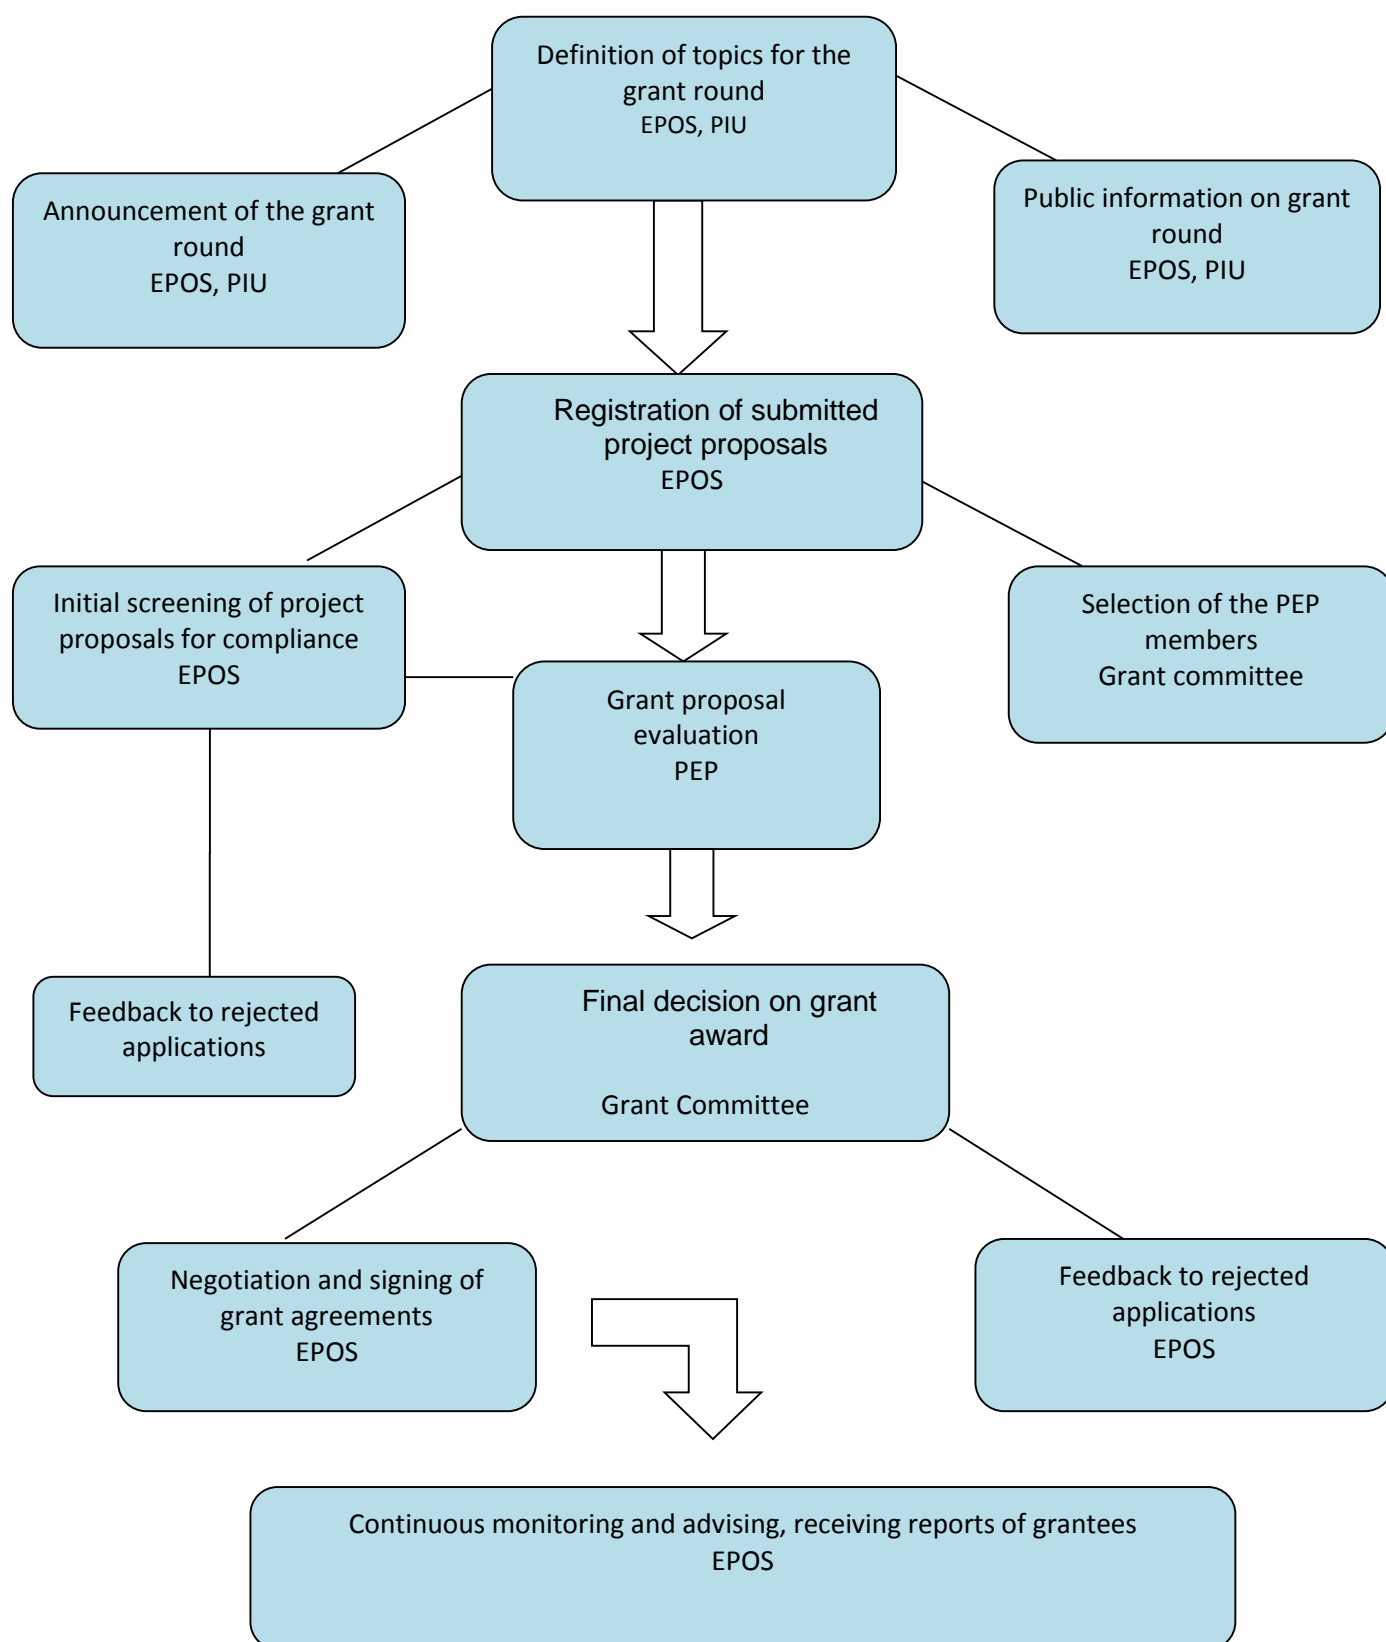 Definition of topics for the
grant round
EPOS, PIU
Announcement of the grant
round
EPOS, PIU
Public information on grant
round
EPOS, PIU
Registration of submitted
project proposals
EPOS
Initial screening of project
proposals for compliance
EPOS
Selection of the PEP
members
Grant committee
Grant proposal
evaluation
PEP
Feedback to rejected
applications
Final decision on grant
award
Grant Committee
Negotiation and signing of
grant agreements
EPOS
Feedback to rejected
applications
EPOS
Continuous monitoring and advising, receiving reports of grantees
EPOS